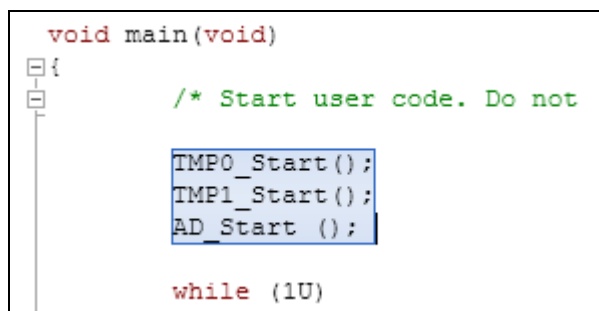 void main(void)
{
/* Start user code. Do not
TMP0_Start();
TMP1_Start();
AD_Start ();
while (1U)